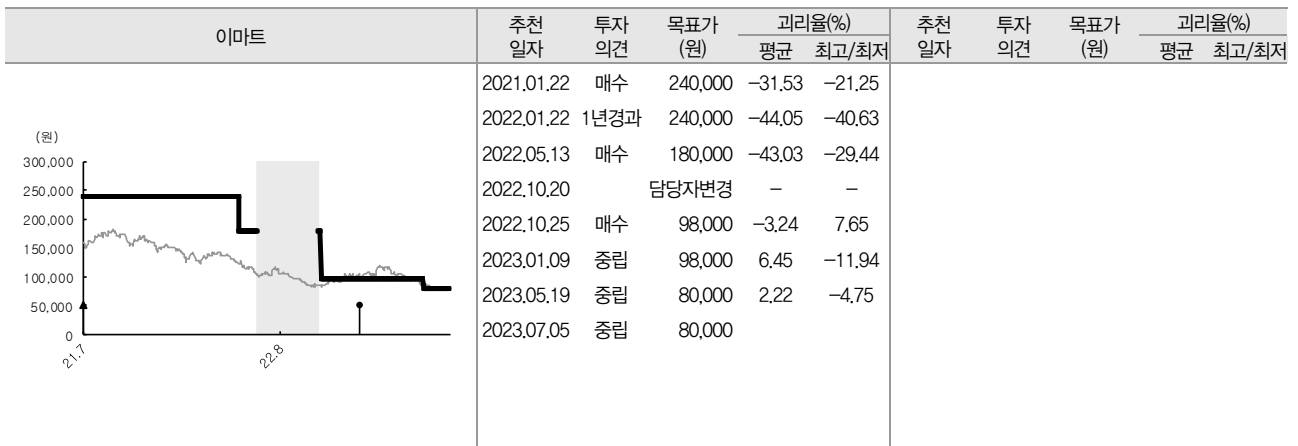 이마트
추천 투자 목표가 괴리율(%) 추천 투자 목표가 괴리율(%)
일자 의견 (원) 평균 최고/최저 일자 의견 (원) 평균 최고/최저
2021.01.22 매수 240,000 -31.53 -21.25
2022.01.22 1년경과 240,000 -44.05 -40.63
2022.05.13 매수 180,000 -43.03 -29.44
2022.10.20 담당자변경 - -
2022.10.25 매수 98,000 -3.24 7.65
2023.01.09 중립 98,000 6.45 -11.94
2023.05.19 중립 80,000 2.22 -4.75
2023.07.05 중립 80,000
(원)
300,000
250,000
200,000
150,000
100,000
50,000
0
21.7 22.8